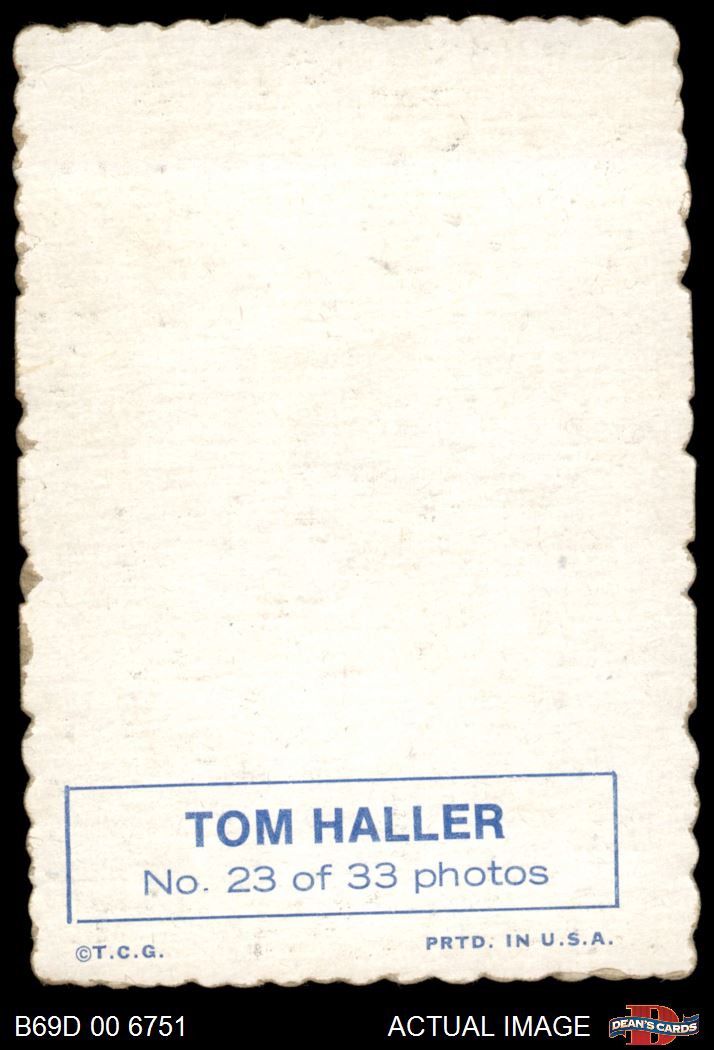 TOM HALLER
No. 23 of 33 photos
©T.C.G. PRTD. IN U.S.A.
B69D 00 6751 ACTUAL IMAGE DEAN'S CARDS